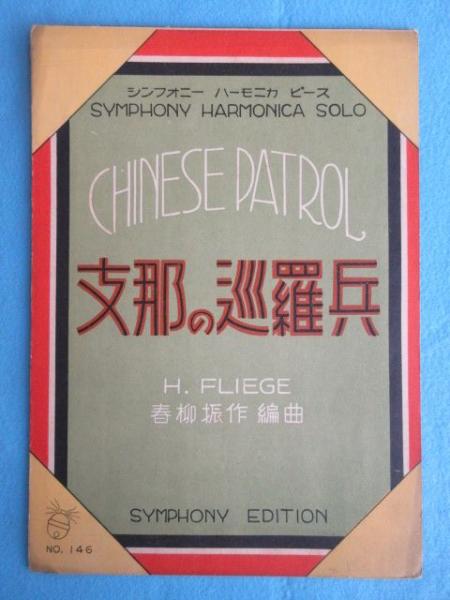 シンフォニー ハーモニカ ピース
SYMPHONY HARMONICA SOLO
CHINESE PATROL
支那の巡羅兵
H. FLIEGE
春柳振作 編曲
SYMPHONY EDITION
NO. 146